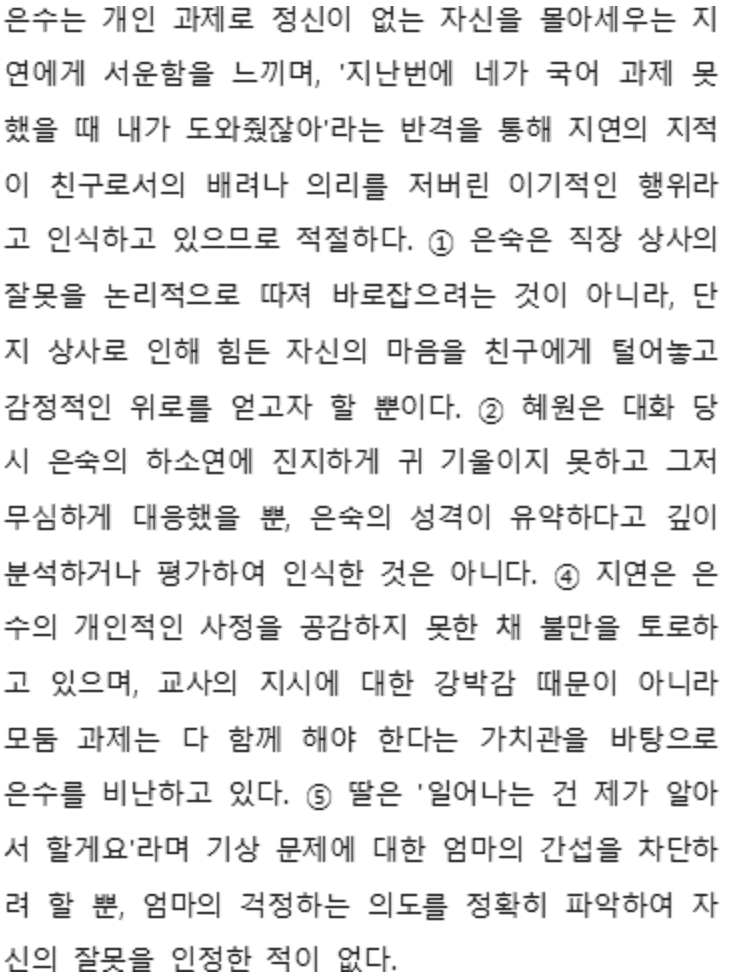 은수는 개인 과제로 정신이 없는 자신을 몰아세우는 지
연에게 서운함을 느끼며, '지난번에 네가 국어 과제 못
했을 때 내가 도와줬잖아'라는 반격을 통해 지연의 지적
이 친구로서의 배려나 의리를 저버린 이기적인 행위라
고 인식하고 있으므로 적절하다. ① 은숙은 직장 상사의
잘못을 논리적으로 따져 바로잡으려는 것이 아니라, 단
지 상사로 인해 힘든 자신의 마음을 친구에게 털어놓고
감정적인 위로를 얻고자 할 뿐이다. ② 혜원은 대화 당
시 은숙의 하소연에 진지하게 귀 기울이지 못하고 그저
무심하게 대응했을 뿐, 은숙의 성격이 유약하다고 깊이
분석하거나 평가하여 인식한 것은 아니다. ④ 지연은 은
수의 개인적인 사정을 공감하지 못한 채 불만을 토로하
고 있으며, 교사의 지시에 대한 강박감 때문이 아니라
모둠 과제는 다 함께 해야 한다는 가치관을 바탕으로
은수를 비난하고 있다. ⑤ 딸은 '일어나는 건 제가 알아
서 할게요'라며 기상 문제에 대한 엄마의 간섭을 차단하
려 할 뿐, 엄마의 걱정하는 의도를 정확히 파악하여 자
신의 잘못을 인정한 적이 없다.